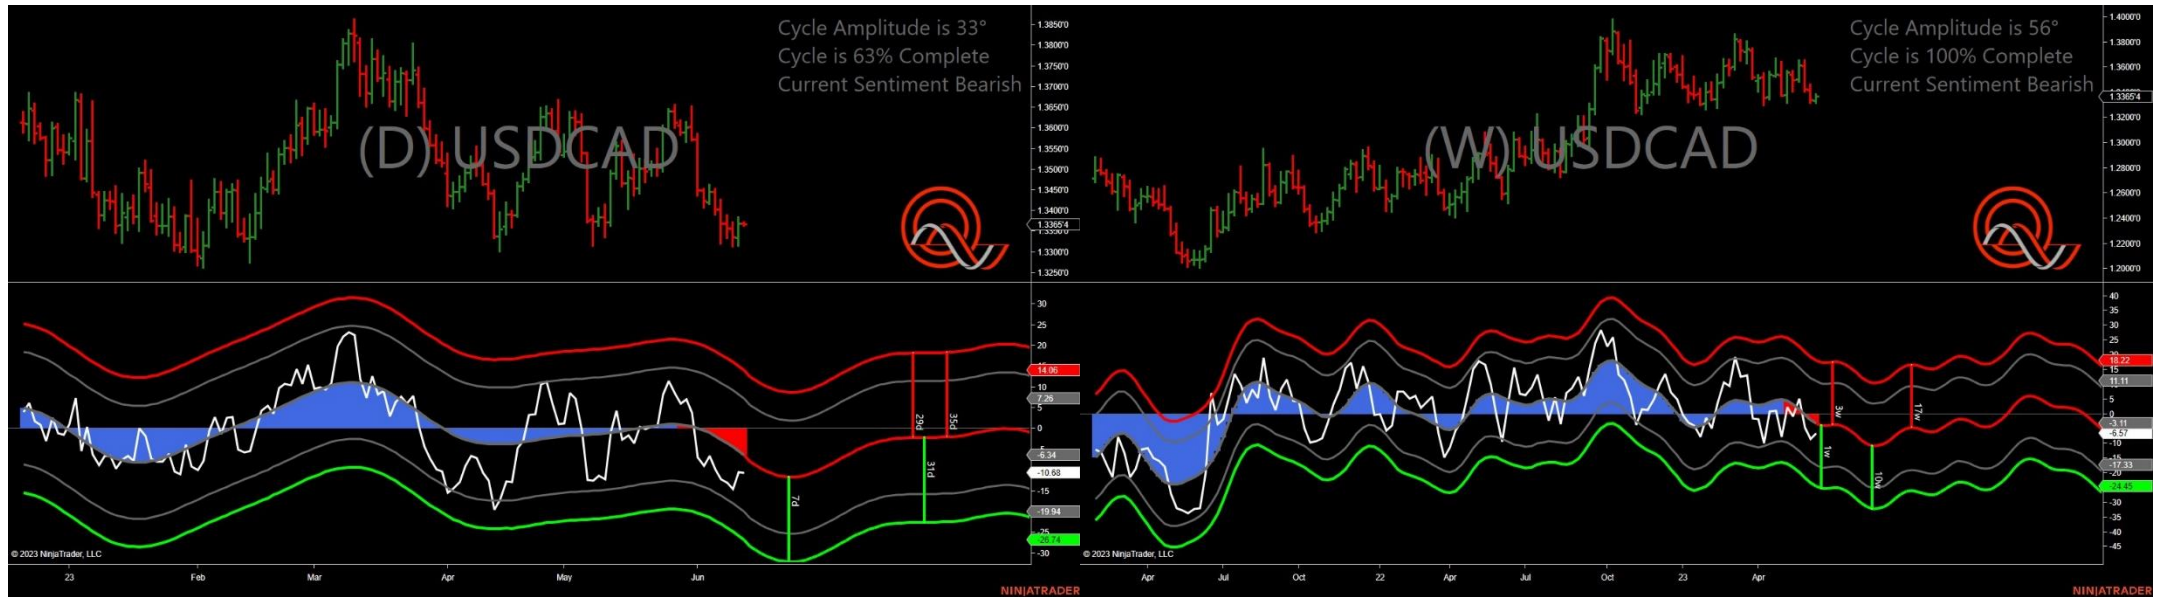 Cycle Amplitude is 33°
Cycle is 63% Complete
Current Sentiment Bearish
(D) USDCAD
1.3850'0
1.3800'0
1.3750'0
1.3700'0
1.3650'0
1.3600'0
1.3550'0
1.3500'0
1.3450'0
1.3400'0
1.3365'4
1.3300'0
1.3250'0
30
25
20
14.06
10
7.26
5
0
-6.34
-10.68
-15
-19.94
-26.74
-30
29d
35d
31d
7d
© 2023 NinjaTrader, LLC
23
Feb
Mar
Apr
May
Jun
NINJATRADER
Cycle Amplitude is 56°
Cycle is 100% Complete
Current Sentiment Bearish
(W) USDCAD
1.4000'0
1.3800'0
1.3600'0
1.3365'4
1.3200'0
1.3000'0
1.2800'0
1.2600'0
1.2400'0
1.2200'0
1.2000'0
40
35
30
25
18.22
11.11
5
0
-3.11
-6.57
-10
-17.33
-24.45
-30
-35
-40
-45
3w
17w
1w
10w
© 2023 NinjaTrader, LLC
Apr
Jul
Oct
22
Apr
Jul
Oct
23
Apr
NINJATRADER